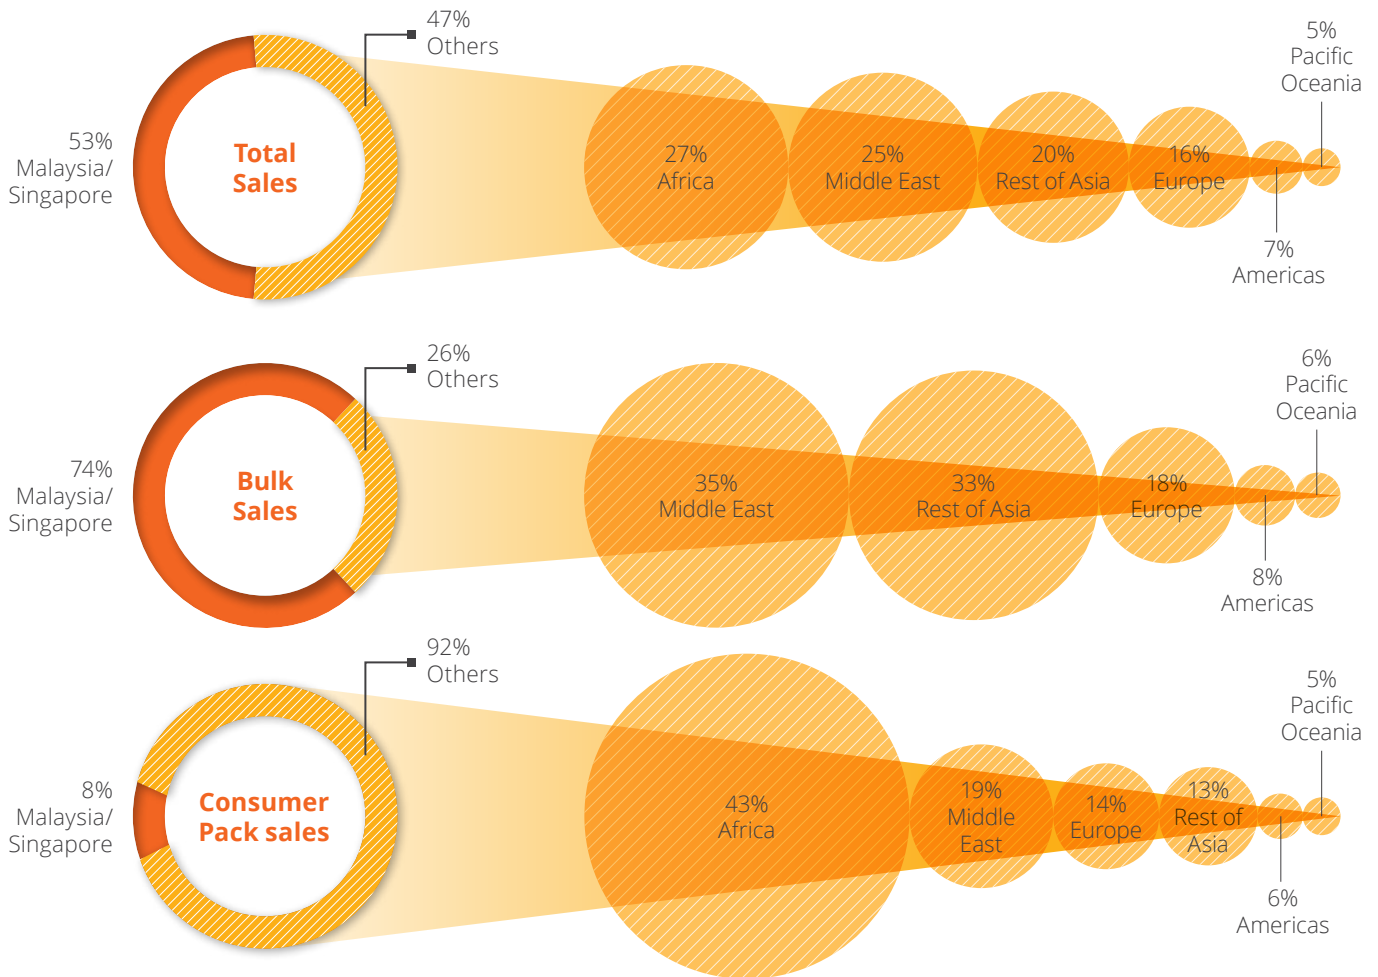 47%
Others
53%
Malaysia/
Singapore
Total
Sales
27%
Africa
25%
Middle East
20%
Rest of Asia
16%
Europe
7%
Americas
5%
Pacific
Oceania
26%
Others
74%
Malaysia/
Singapore
Bulk
Sales
35%
Middle East
33%
Rest of Asia
18%
Europe
8%
Americas
6%
Pacific
Oceania
92%
Others
8%
Malaysia/
Singapore
Consumer
Pack sales
43%
Africa
19%
Middle
East
14%
Europe
13%
Rest of
Asia
6%
Americas
5%
Pacific
Oceania